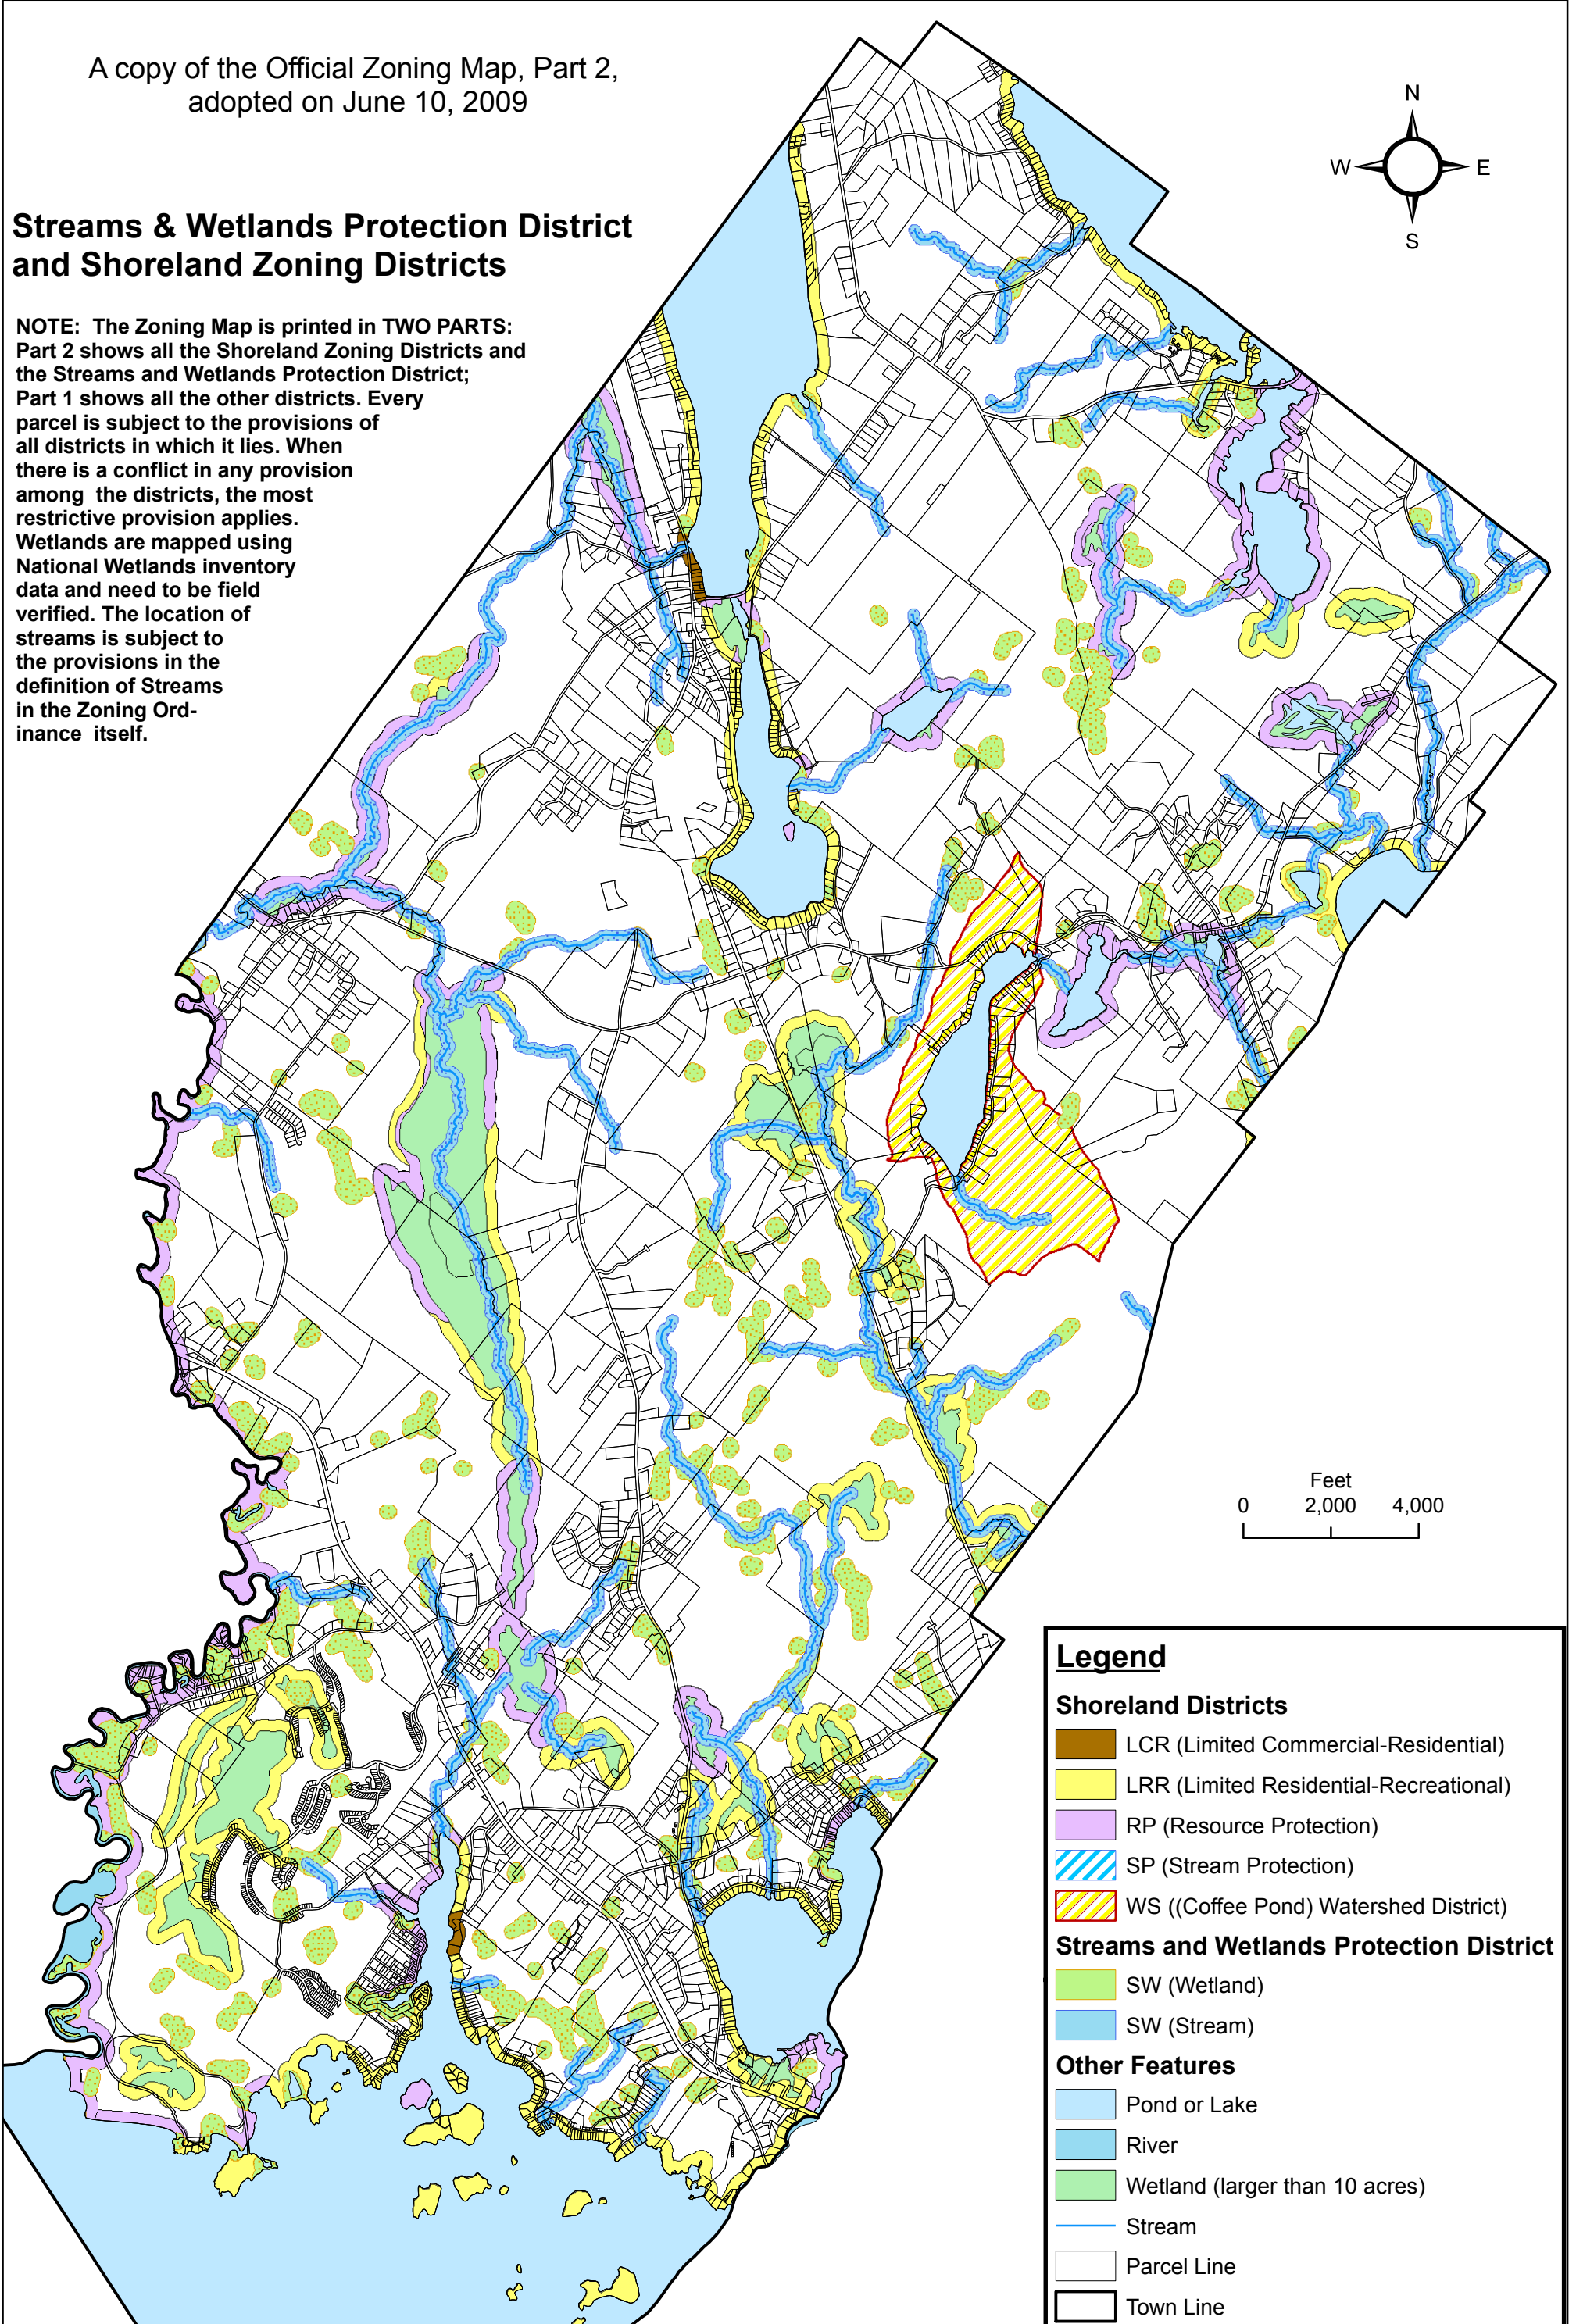 A copy of the Official Zoning Map, Part 2,
adopted on June 10, 2009
Streams & Wetlands Protection District
and Shoreland Zoning Districts
NOTE: The Zoning Map is printed in TWO PARTS:
Part 2 shows all the Shoreland Zoning Districts and
the Streams and Wetlands Protection District;
Part 1 shows all the other districts. Every
parcel is subject to the provisions of
all districts in which it lies. When
there is a conflict in any provision
among the districts, the most
restrictive provision applies.
Wetlands are mapped using
National Wetlands inventory
data and need to be field
verified. The location of
streams is subject to
the provisions in the
definition of Streams
in the Zoning Ord-
inance itself.
N
W E
S
Feet
0 2,000 4,000
Legend
Shoreland Districts
LCR (Limited Commercial-Residential)
LRR (Limited Residential-Recreational)
RP (Resource Protection)
SP (Stream Protection)
WS ((Coffee Pond) Watershed District)
Streams and Wetlands Protection District
SW (Wetland)
SW (Stream)
Other Features
Pond or Lake
River
Wetland (larger than 10 acres)
Stream
Parcel Line
Town Line